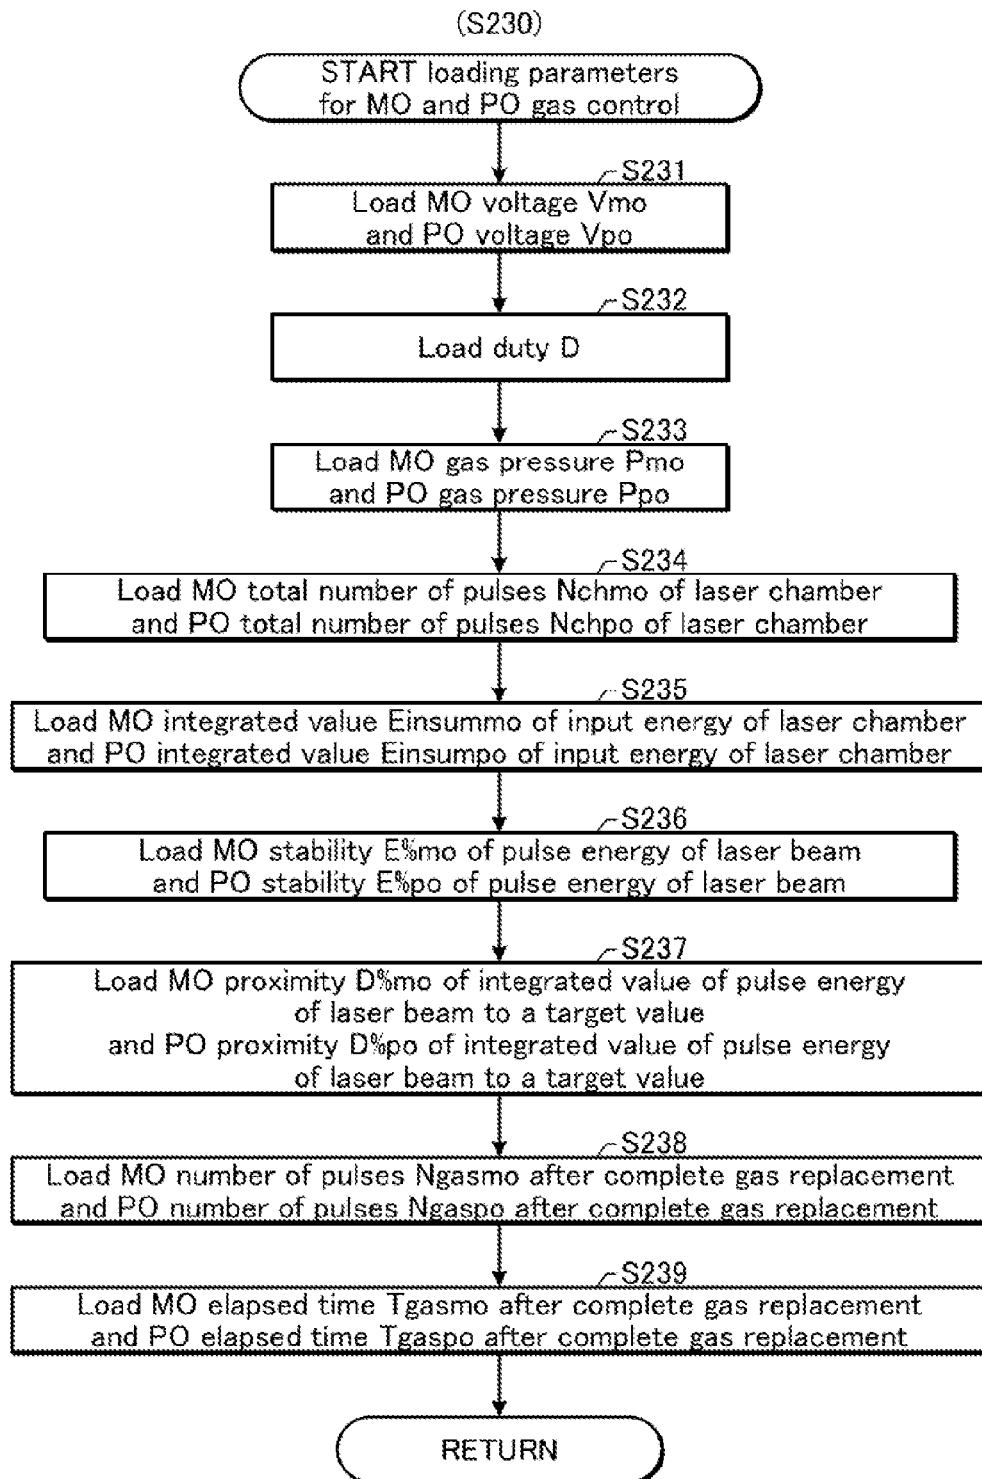 (S230)
START loading parameters
for MO and PO gas control
S231
Load MO voltage Vmo
and PO voltage Vpo
S232
Load duty D
S233
Load MO gas pressure Pmo
and PO gas pressure Ppo
S234
Load MO total number of pulses Nchmo of laser chamber
and PO total number of pulses Nchpo of laser chamber
S235
Load MO integrated value Einsummo of input energy of laser chamber
and PO integrated value Einsumpo of input energy of laser chamber
S236
Load MO stability E%mo of pulse energy of laser beam
and PO stability E%po of pulse energy of laser beam
S237
Load MO proximity D%mo of integrated value of pulse energy
of laser beam to a target value
and PO proximity D%po of integrated value of pulse energy
of laser beam to a target value
S238
Load MO number of pulses Ngasmo after complete gas replacement
and PO number of pulses Ngaspo after complete gas replacement
S239
Load MO elapsed time Tgasmo after complete gas replacement
and PO elapsed time Tgaspo after complete gas replacement
RETURN